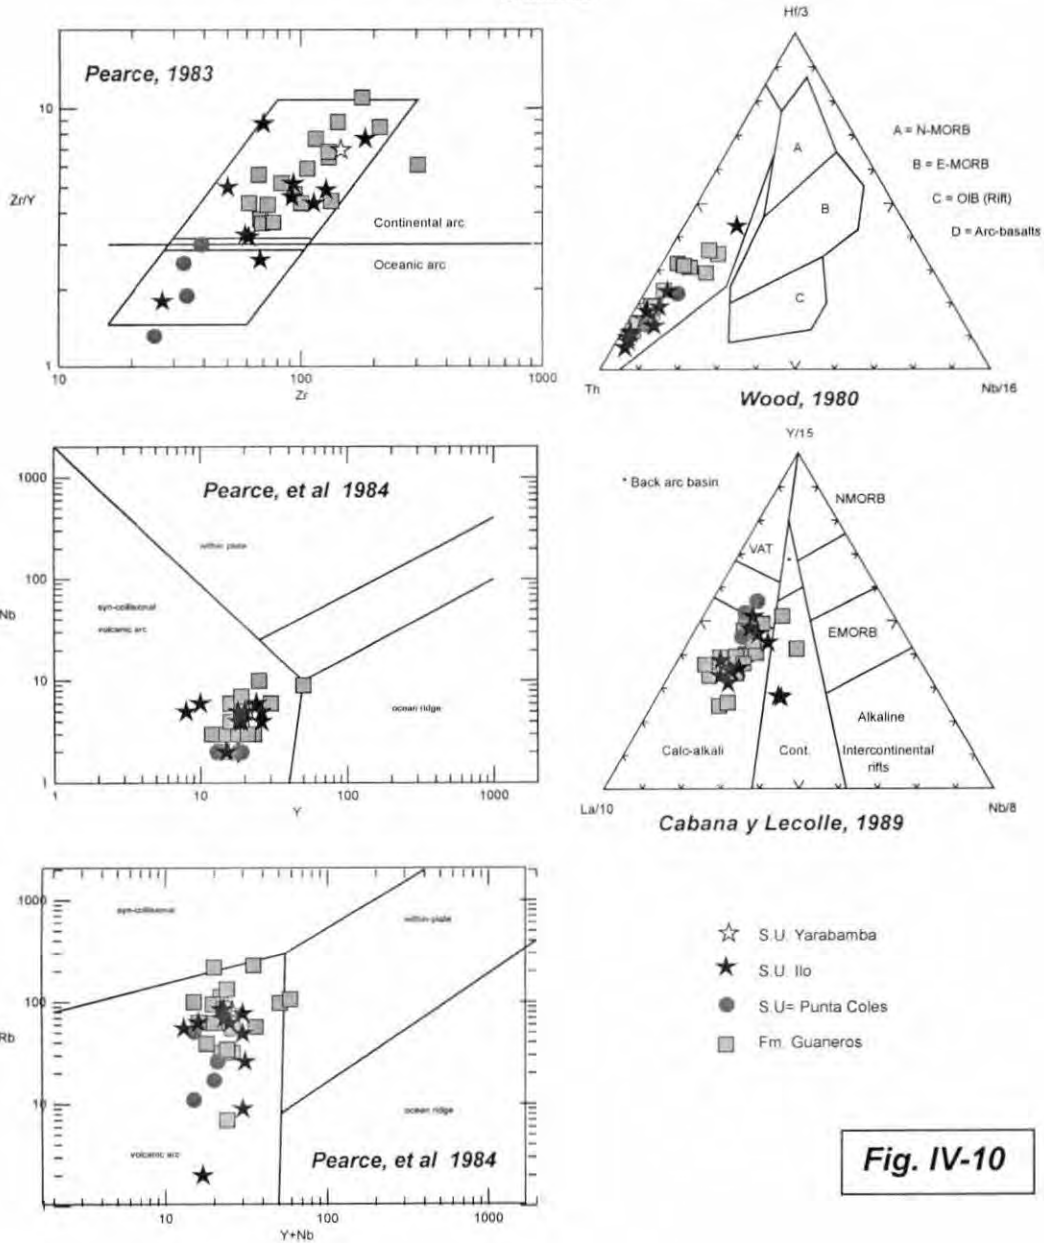 Pearce, 1983
10
Zr/Y
Continental arc
Oceanic arc
1
10
100
1000
Zr
Hf/3
A = N-MORB
B = E-MORB
C = OIB (Rift)
D = Arc-basalts
A
B
C
Th
Nb/16
Wood, 1980
Pearce, et al 1984
1000
within plate
100
Nb
syn-collisional
volcanic arc
10
ocean ridge
1
1
10
100
1000
Y
Y/15
* Back arc basin
NMORB
VAT
EMORB
Alkaline
Calc-alkali
Cont.
Intercontinental
rifts
La/10
Nb/8
Cabana y Lecolle, 1989
1000
syn-collisional
within-plate
100
Rb
10
ocean ridge
volcanic arc
Pearce, et al 1984
10
100
1000
Y+Nb
S.U. Yarabamba
S.U. Ilo
S.U= Punta Coles
Fm. Guaneros
Fig. IV-10